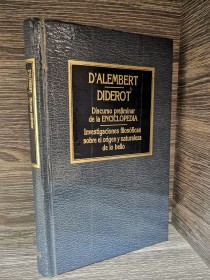 D'ALEMBERT
DIDEROT
Discurso preliminar
de la ENCICLOPEDIA
Investigaciones filosóficas
sobre el origen y naturaleza
de lo bello